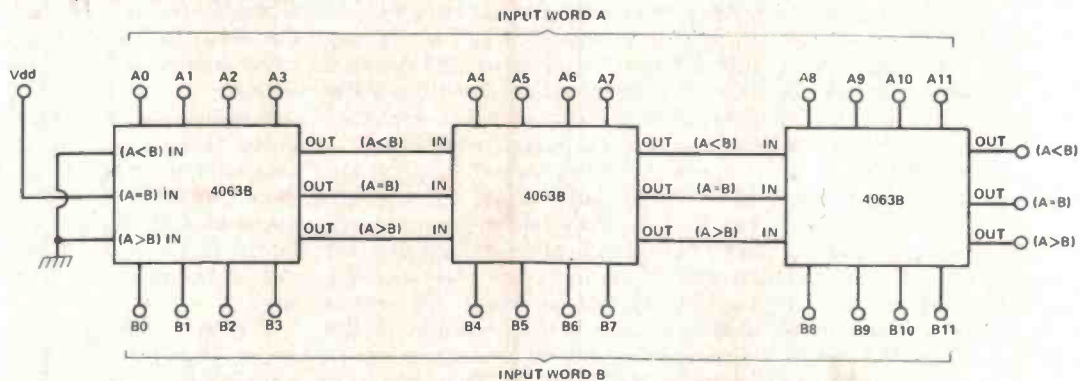 INPUT WORD A
Vdd A0 A1 A2 A3 A4 A5 A6 A7 A8 A9 A10 A11
(A<B) IN OUT (A<B) IN OUT (A<B) IN OUT (A<B)
(A=B) IN 4063B OUT (A=B) IN 4063B OUT (A=B) IN 4063B OUT (A=B)
(A>B) IN OUT (A>B) IN OUT (A>B) IN OUT (A>B)
B0 B1 B2 B3 B4 B5 B6 B7 B8 B9 B10 B11
INPUT WORD B